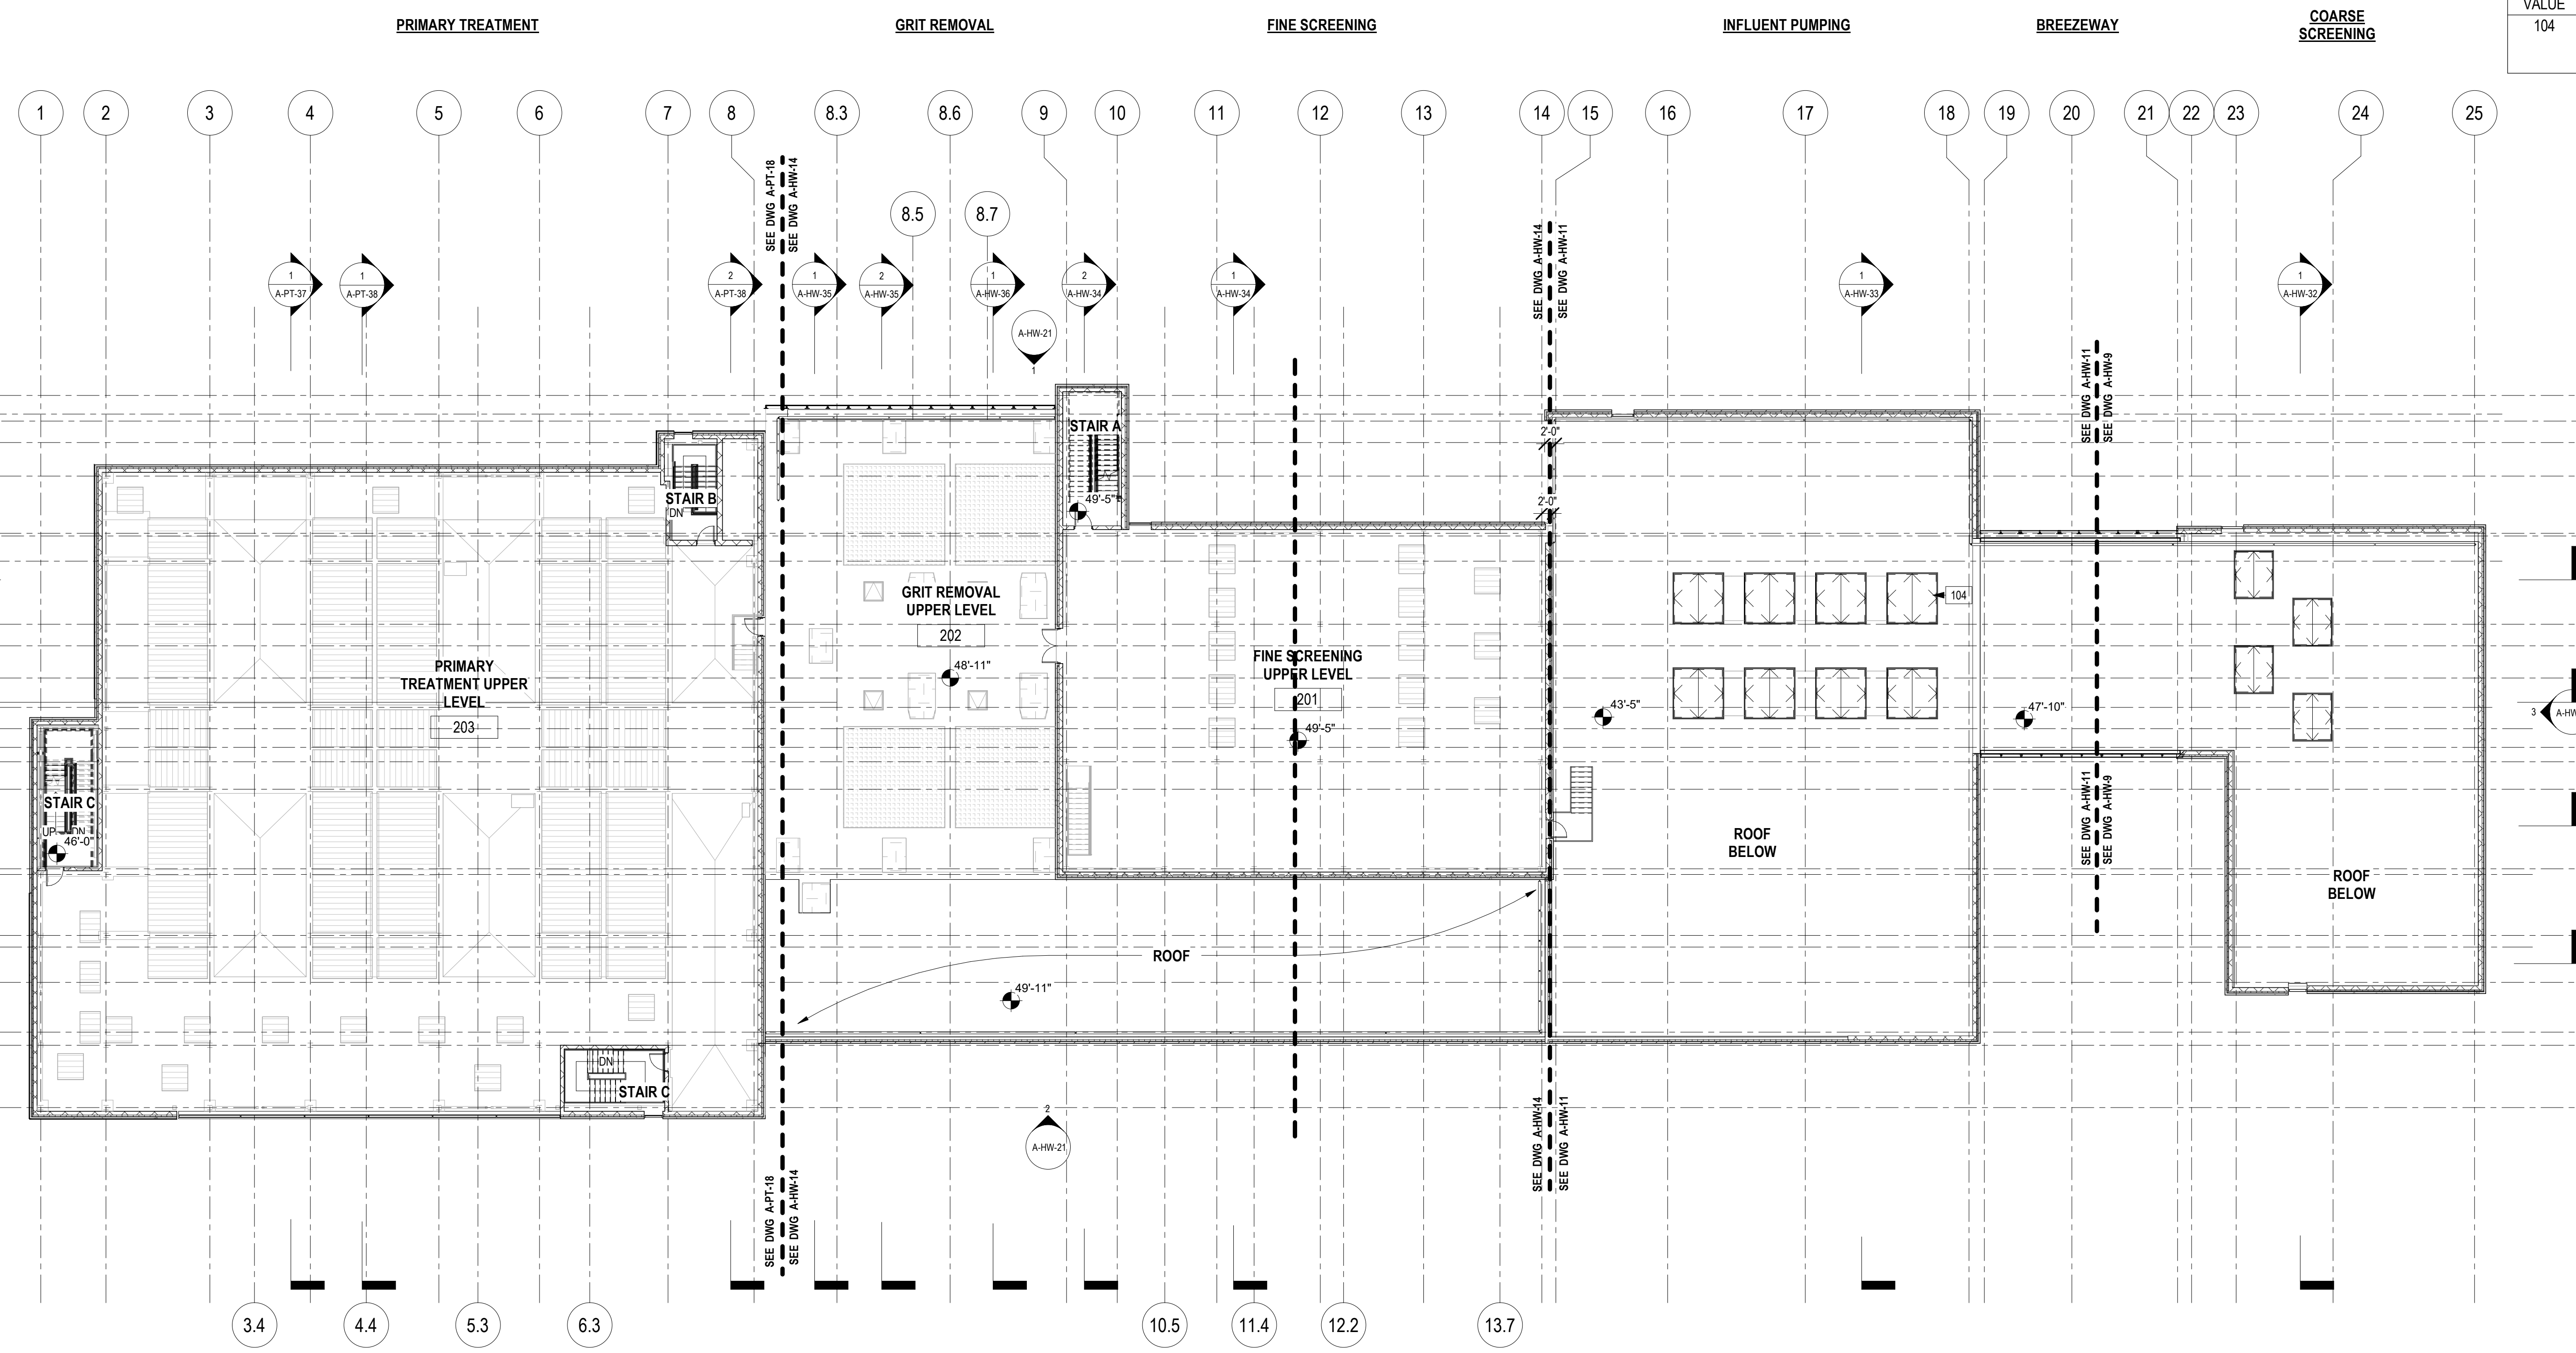 PRIMARY TREATMENT
GRIT REMOVAL
FINE SCREENING
INFLUENT PUMPING
BREEZEWAY
COARSE
SCREENING
VALUE
104
1
2
3
4
5
6
7
8
8.3
8.6
9
10
11
12
13
14
15
16
17
18
19
20
21
22
23
24
25
SEE DWG A-PT-18
SEE DWG A-HW-14
8.5
8.7
SEE DWG A-HW-14
SEE DWG A-HW-11
1
A-PT-37
1
A-PT-38
2
A-PT-38
1
A-HW-35
2
A-HW-35
1
A-HW-36
2
A-HW-34
1
A-HW-34
1
A-HW-33
1
A-HW-32
A-HW-21
1
SEE DWG A-HW-11
SEE DWG A-HW-9
STAIR A
49'-5"
2'-0"
2'-0"
STAIR B
DN
GRIT REMOVAL
UPPER LEVEL
202
48'-11"
104
PRIMARY
TREATMENT UPPER
LEVEL
203
FINE SCREENING
UPPER LEVEL
201
49'-5"
43'-5"
47'-10"
3
A-HW
STAIR C
UP
DN
46'-0"
SEE DWG A-HW-11
SEE DWG A-HW-9
ROOF
BELOW
ROOF
BELOW
ROOF
49'-11"
DN
STAIR C
2
A-HW-21
SEE DWG A-HW-14
SEE DWG A-HW-11
SEE DWG A-PT-18
SEE DWG A-HW-14
3.4
4.4
5.3
6.3
10.5
11.4
12.2
13.7